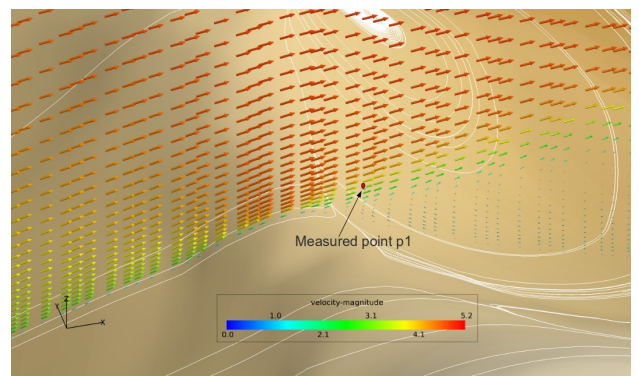 Measured point p1
Z
Y
X
velocity-magnitude
1.0 3.1 5.2
0.0 2.1 4.1